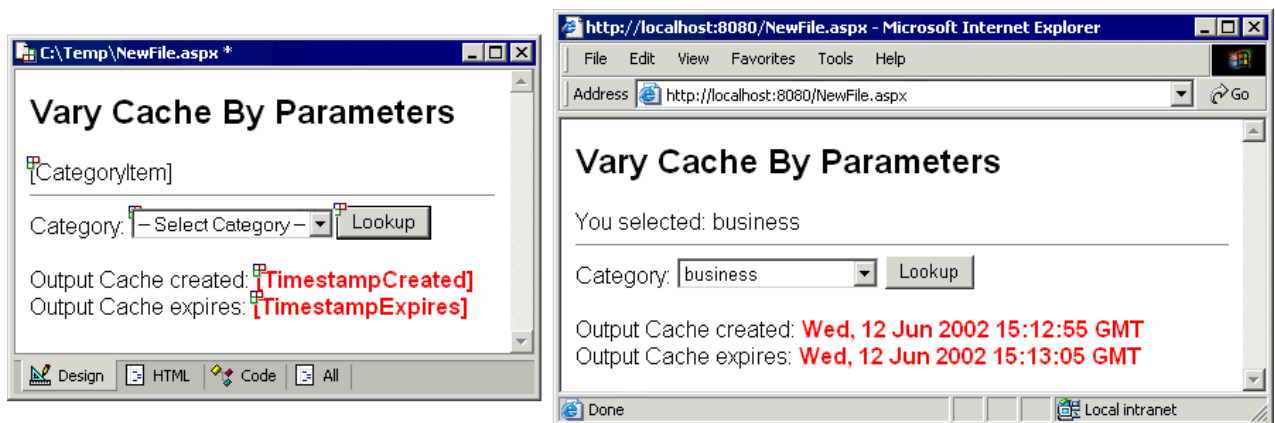 C:\Temp\NewFile.aspx *
Vary Cache By Parameters
[CategoryItem]
Category: -- Select Category -- Lookup
Output Cache created: [TimestampCreated]
Output Cache expires: [TimestampExpires]
Design HTML Code All
http://localhost:8080/NewFile.aspx - Microsoft Internet Explorer
File Edit View Favorites Tools Help
Address http://localhost:8080/NewFile.aspx Go
Vary Cache By Parameters
You selected: business
Category: business Lookup
Output Cache created: Wed, 12 Jun 2002 15:12:55 GMT
Output Cache expires: Wed, 12 Jun 2002 15:13:05 GMT
Done Local intranet